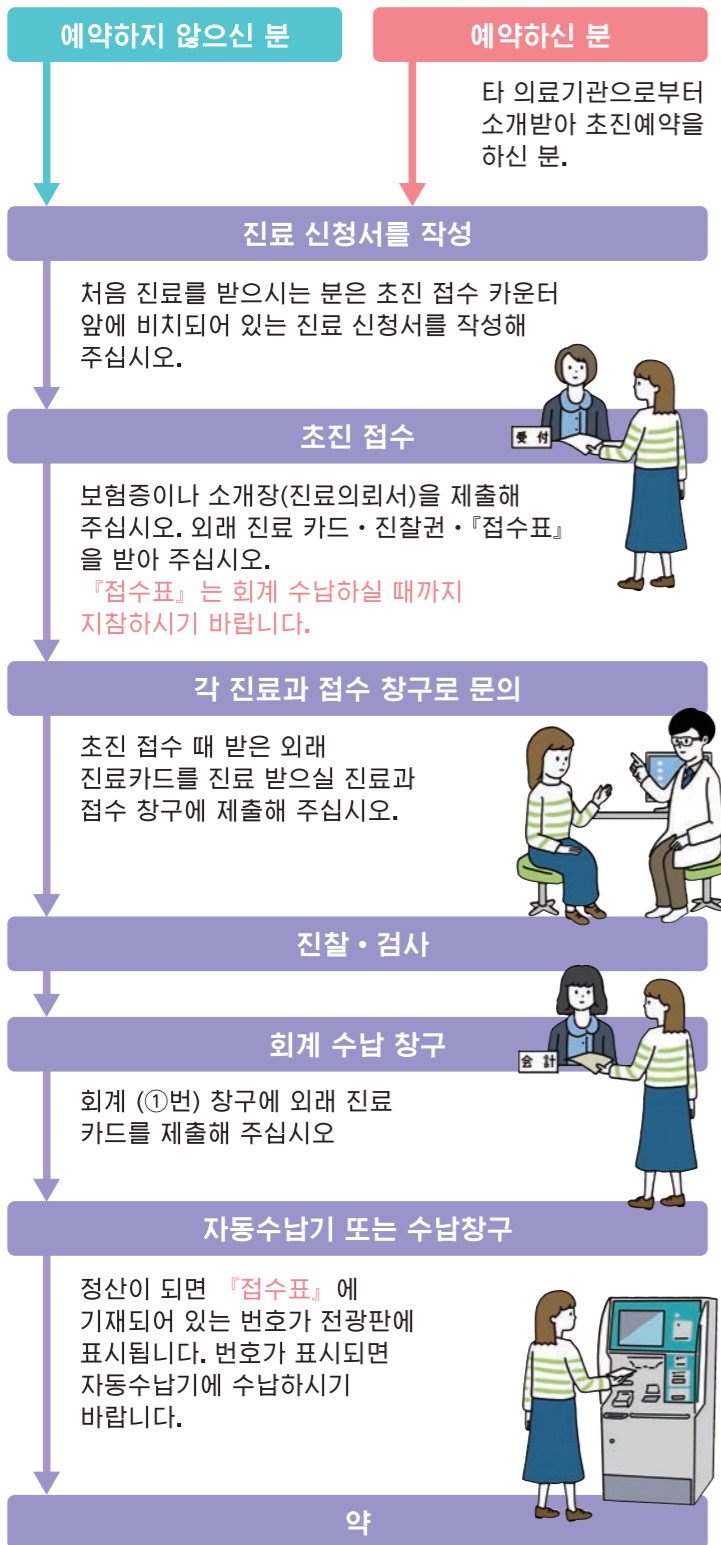 예약하지 않으신 분
예약하신 분
타 의료기관으로부터
소개받아 초진예약을
하신 분.
진료 신청서를 작성
처음 진료를 받으시는 분은 초진 접수 카운터
앞에 비치되어 있는 진료 신청서를 작성해
주십시오.
초진 접수
受 付
보험증이나 소개장(진료의뢰서)을 제출해
주십시오. 외래 진료 카드・진찰권・『접수표』
을 받아 주십시오.
『접수표』는 회계 수납하실 때까지
지참하시기 바랍니다.
각 진료과 접수 창구로 문의
초진 접수 때 받은 외래
진료카드를 진료 받으실 진료과
접수 창구에 제출해 주십시오.
진찰・검사
회계 수납 창구
会 計
회계 (①번) 창구에 외래 진료
카드를 제출해 주십시오
자동수납기 또는 수납창구
정산이 되면 『접수표』에
기재되어 있는 번호가 전광판에
표시됩니다. 번호가 표시되면
자동수납기에 수납하시기
바랍니다.
약